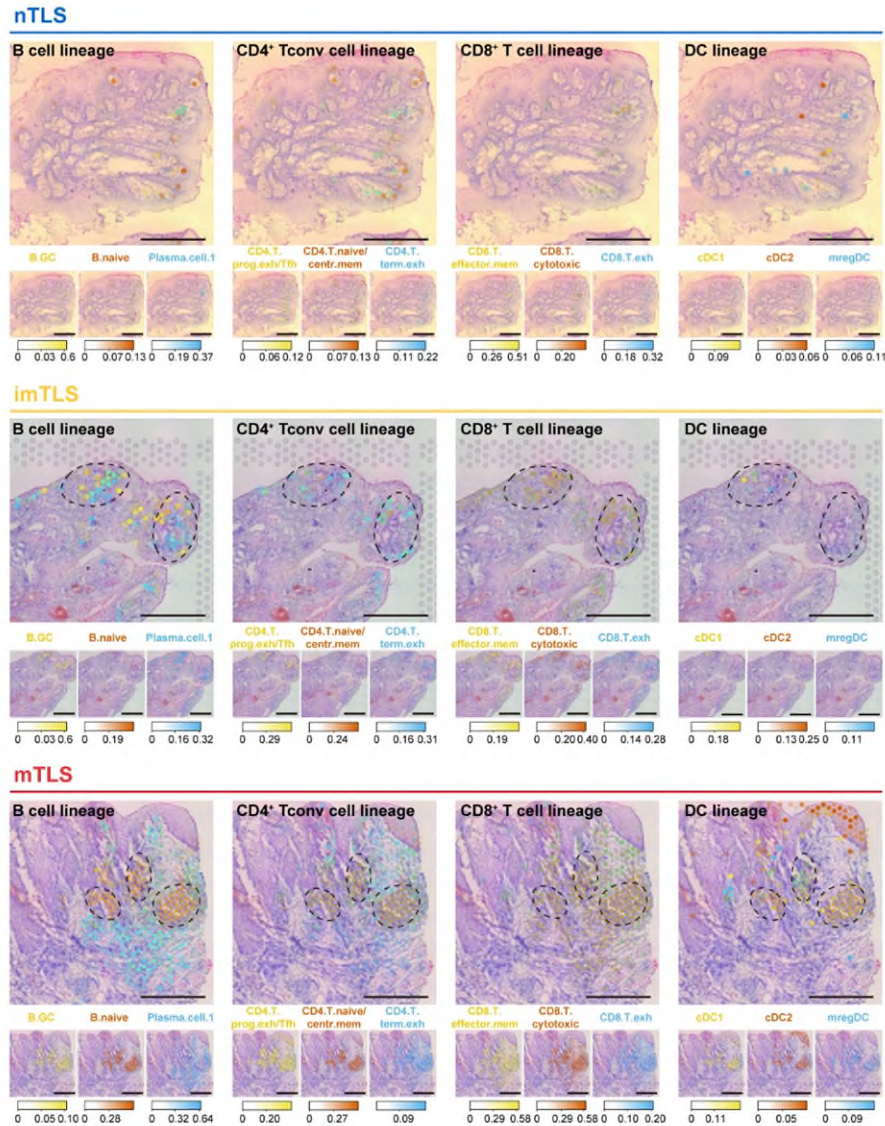 nTLS
B cell lineage CD4⁺ Tconv cell lineage CD8⁺ T cell lineage DC lineage
B.GC B.naive Plasma.cell.1 CD4.T. prog.exh/Tfh CD4.T.naive/ centr.mem CD4.T. term.exh CD8.T. effector.mem CD8.T. cytotoxic CD8.T.exh cDC1 cDC2 mregDC
0 0.03 0.6 0 0.07 0.13 0 0.19 0.37 0 0.06 0.12 0 0.07 0.13 0 0.11 0.22 0 0.26 0.51 0 0.20 0 0.18 0.32 0 0.09 0 0.03 0.06 0 0.06 0.11
imTLS
B cell lineage CD4⁺ Tconv cell lineage CD8⁺ T cell lineage DC lineage
B.GC B.naive Plasma.cell.1 CD4.T. prog.exh/Tfh CD4.T.naive/ centr.mem CD4.T. term.exh CD8.T. effector.mem CD8.T. cytotoxic CD8.T.exh cDC1 cDC2 mregDC
0 0.03 0.6 0 0.19 0 0.16 0.32 0 0.29 0 0.24 0 0.16 0.31 0 0.19 0 0.20 0.40 0 0.14 0.28 0 0.18 0 0.13 0.25 0 0.11
mTLS
B cell lineage CD4⁺ Tconv cell lineage CD8⁺ T cell lineage DC lineage
B.GC B.naive Plasma.cell.1 CD4.T. prog.exh/Tfh CD4.T.naive/ centr.mem CD4.T. term.exh CD8.T. effector.mem CD8.T. cytotoxic CD8.T.exh cDC1 cDC2 mregDC
0 0.05 0.10 0 0.28 0 0.32 0.64 0 0.20 0 0.27 0 0.09 0 0.29 0.58 0 0.29 0.58 0 0.10 0.20 0 0.11 0 0.05 0 0.09